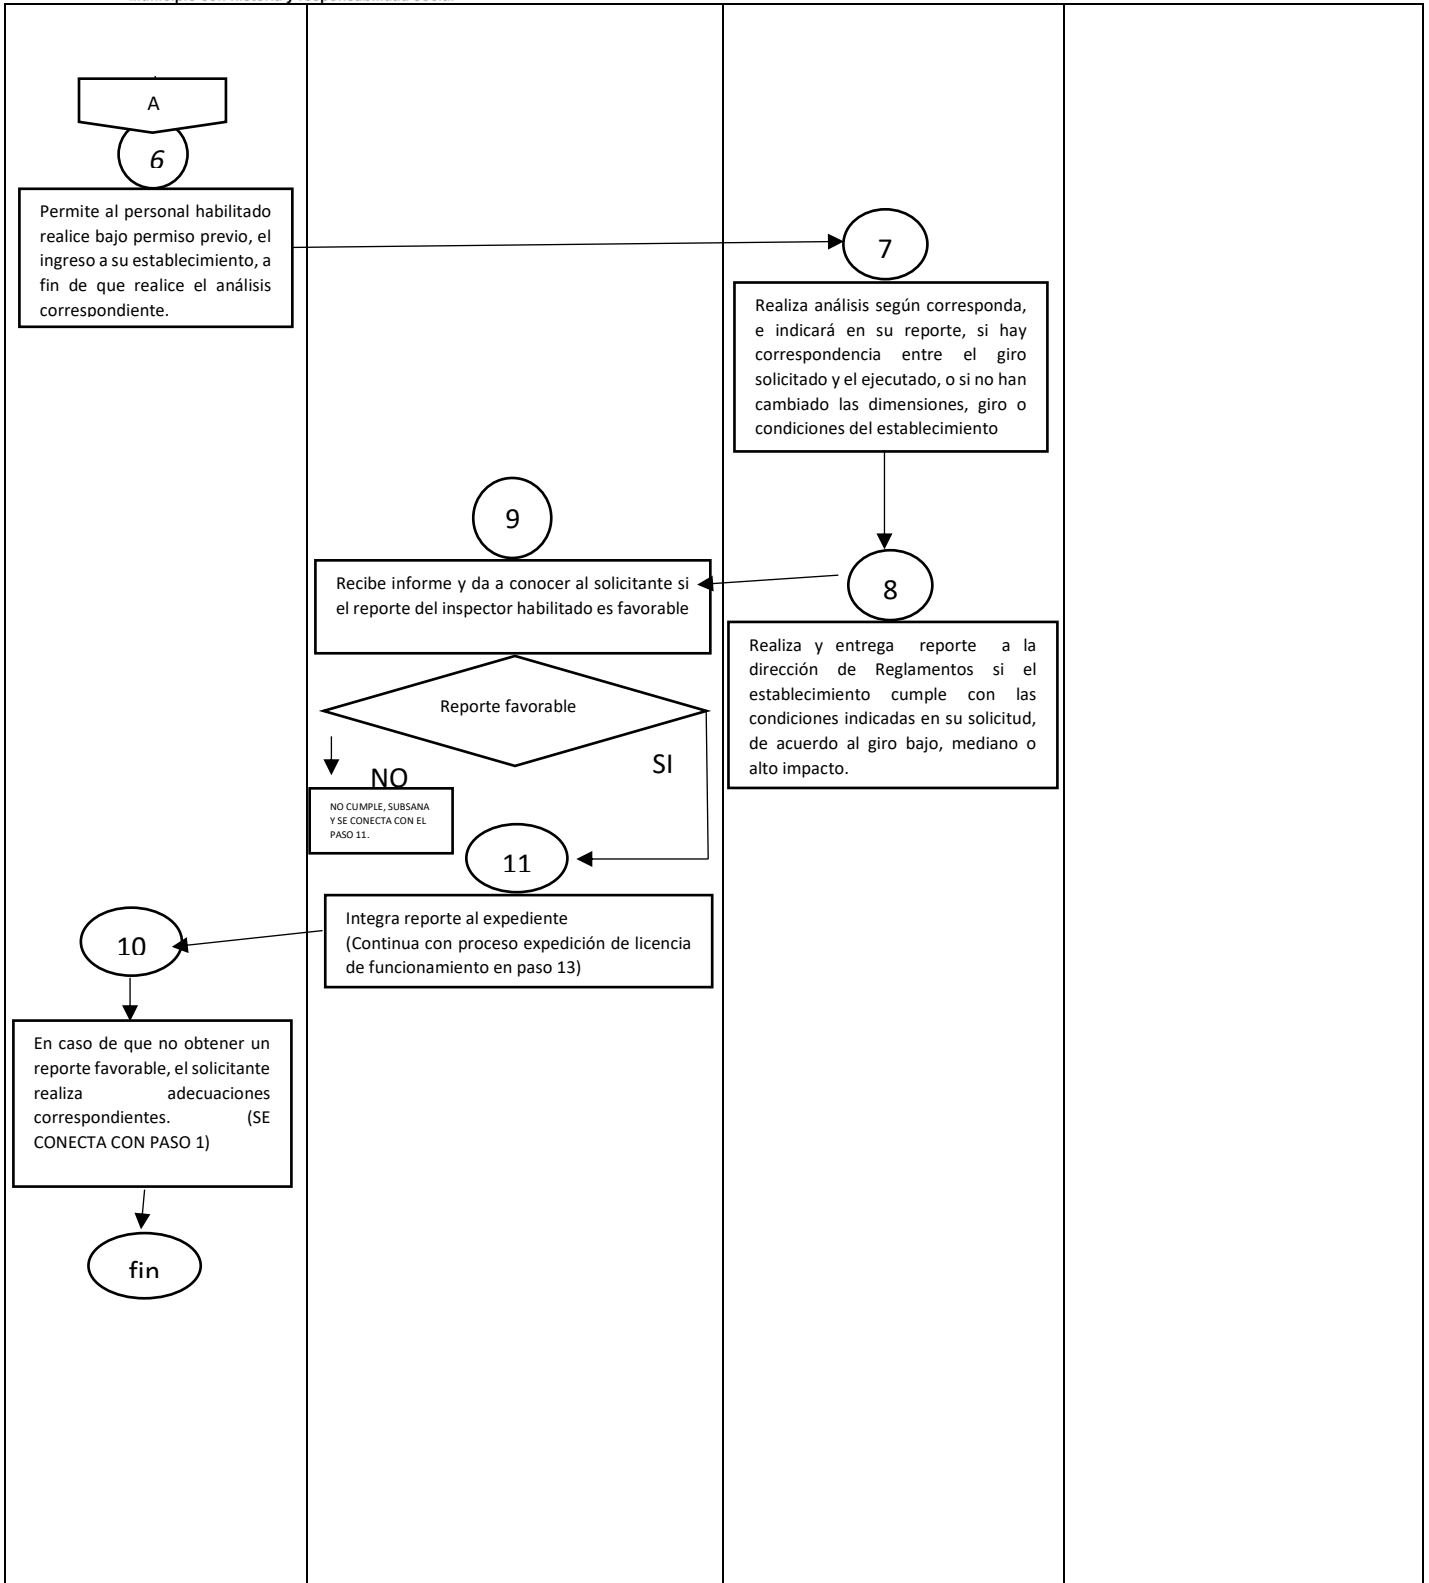 A
6
Permite al personal habilitado
realice bajo permiso previo, el
ingreso a su establecimiento, a
fin de que realice el análisis
correspondiente.
7
Realiza análisis según corresponda,
e indicará en su reporte, si hay
correspondencia entre el giro
solicitado y el ejecutado, o si no han
cambiado las dimensiones, giro o
condiciones del establecimiento
8
Realiza y entrega reporte a la
dirección de Reglamentos si el
establecimiento cumple con las
condiciones indicadas en su solicitud,
de acuerdo al giro bajo, mediano o
alto impacto.
9
Recibe informe y da a conocer al solicitante si
el reporte del inspector habilitado es favorable
Reporte favorable
NO
SI
NO CUMPLE, SUBSANA
Y SE CONECTA CON EL
PASO 11.
11
Integra reporte al expediente
(Continua con proceso expedición de licencia
de funcionamiento en paso 13)
10
En caso de que no obtener un
reporte favorable, el solicitante
realiza adecuaciones
correspondientes. (SE
CONECTA CON PASO 1)
fin